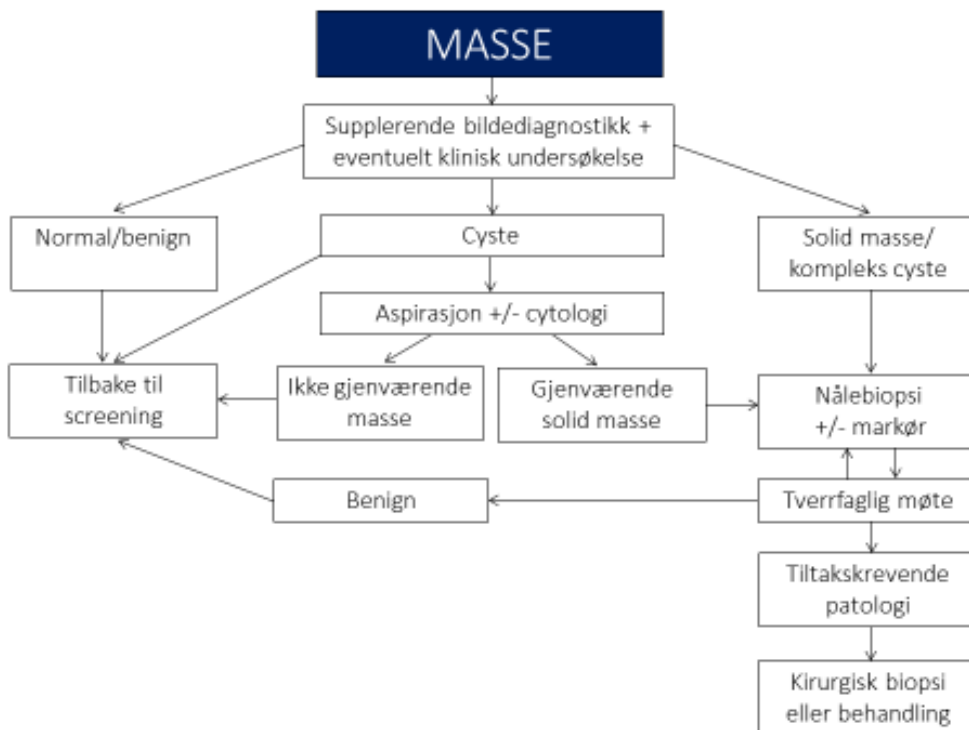 MASSE
Supplerende bildediagnostikk +
eventuelt klinisk undersøkelse
Normal/benign
Cyste
Solid masse/
kompleks cyste
Aspirasjon +/- cytologi
Tilbake til
screening
Ikke gjenværende
masse
Gjenværende
solid masse
Nålebiopsi
+/- markør
Benign
Tverrfaglig møte
Tiltakskrevende
patologi
Kirurgisk biopsi
eller behandling